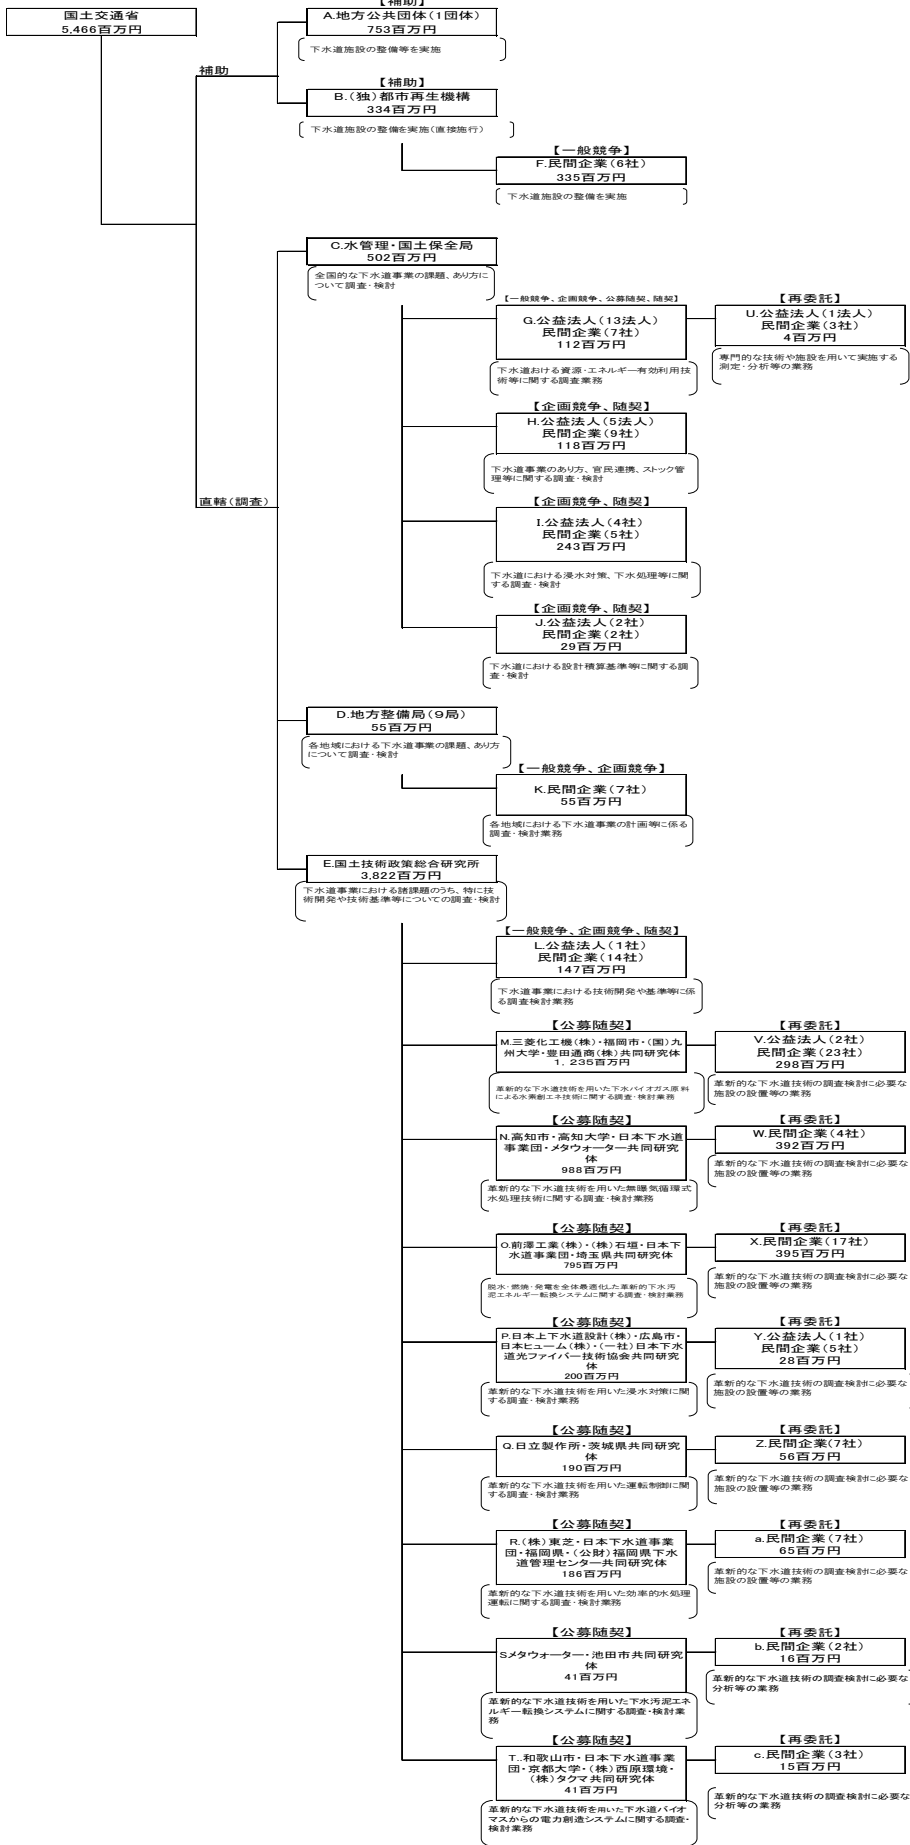 【補助】
国土交通省
5,466百万円
A.地方公共団体(1団体)
753百万円
下水道施設の整備等を実施
補助
【補助】
B.(独)都市再生機構
334百万円
下水道施設の整備を実施(直接施行)
【一般競争】
F.民間企業(6社)
335百万円
下水道施設の整備を実施
C.水管理・国土保全局
502百万円
全国的な下水道事業の課題、あり方に
ついて調査・検討
【一般競争、企画競争、公募随契、随契】
G.公益法人(13法人)
民間企業(7社)
112百万円
下水道おける資源・エネルギー有効利用技
術等に関する調査業務
【再委託】
U.公益法人(1法人)
民間企業(3社)
4百万円
専門的な技術や施設を用いて実施する
測定・分析等の業務
【企画競争、随契】
H.公益法人(5法人)
民間企業(9社)
118百万円
下水道事業のあり方、官民連携、ストック管
理等に関する調査・検討
直轄(調査)
【企画競争、随契】
I.公益法人(4社)
民間企業(5社)
243百万円
下水道における浸水対策、下水処理等に関
する調査・検討
【企画競争、随契】
J.公益法人(2社)
民間企業(2社)
29百万円
下水道における設計積算基準等に関する調
査・検討
D.地方整備局(9局)
55百万円
各地域における下水道事業の課題、あり方
について調査・検討
【一般競争、企画競争】
K.民間企業(7社)
55百万円
各地域における下水道事業の計画等に係る
調査・検討業務
E.国土技術政策総合研究所
3,822百万円
下水道事業における諸課題のうち、特に技
術開発や技術基準等についての調査・検討
【一般競争、企画競争、随契】
L.公益法人(1社)
民間企業(14社)
147百万円
下水道事業における技術開発や基準等に係
る調査検討業務
【公募随契】
M.三菱化工機(株)・福岡市・(国)九
州大学・豊田通商(株)共同研究体
1,235百万円
革新的な下水道技術を用いた下水バイオガス原料
による水素創エネ技術に関する調査・検討業務
【再委託】
V.公益法人(2社)
民間企業(23社)
298百万円
革新的な下水道技術の調査検討に必要な
施設の設置等の業務
【公募随契】
N.高知市・高知大学・日本下水道
事業団・メタウォーター共同研究
体
988百万円
革新的な下水道技術を用いた無曝気循環式
水処理技術に関する調査・検討業務
【再委託】
W.民間企業(4社)
392百万円
革新的な下水道技術の調査検討に必要な
施設の設置等の業務
【公募随契】
O.前澤工業(株)・(株)石垣・日本下
水道事業団・埼玉県共同研究体
795百万円
脱水・燃焼・発電を全体最適化した革新的下水汚
泥エネルギー転換システムに関する調査・検討業務
【再委託】
X.民間企業(17社)
395百万円
革新的な下水道技術の調査検討に必要な
施設の設置等の業務
【公募随契】
P.日本上下水道設計(株)・広島市・
日本ヒューム(株)・(一社)日本下水
道光ファイバー技術協会共同研究
体
200百万円
革新的な下水道技術を用いた浸水対策に関
する調査・検討業務
【再委託】
Y.公益法人(1社)
民間企業(5社)
28百万円
革新的な下水道技術の調査検討に必要な
施設の設置等の業務
【公募随契】
Q.日立製作所・茨城県共同研究
体
190百万円
革新的な下水道技術を用いた運転制御に関
する調査・検討業務
【再委託】
Z.民間企業(7社)
56百万円
革新的な下水道技術の調査検討に必要な
施設の設置等の業務
【公募随契】
R.(株)東芝・日本下水道事業
団・福岡県・(公財)福岡県下水
道管理センター共同研究体
186百万円
革新的な下水道技術を用いた効率的水処理
運転に関する調査・検討業務
【再委託】
a.民間企業(7社)
65百万円
革新的な下水道技術の調査検討に必要な
施設の設置等の業務
【公募随契】
Sメタウォーター・池田市共同研究
体
41百万円
革新的な下水道技術を用いた下水汚泥エネ
ルギー転換システムに関する調査・検討業
務
【再委託】
b.民間企業(2社)
16百万円
革新的な下水道技術の調査検討に必要な
分析等の業務
【公募随契】
T..和歌山市・日本下水道事業
団・京都大学・(株)西原環境・
(株)タクマ共同研究体
41百万円
革新的な下水道技術を用いた下水道バイオ
マスからの電力創造システムに関する調査・
検討業務
【再委託】
c.民間企業(3社)
15百万円
革新的な下水道技術の調査検討に必要な
分析等の業務